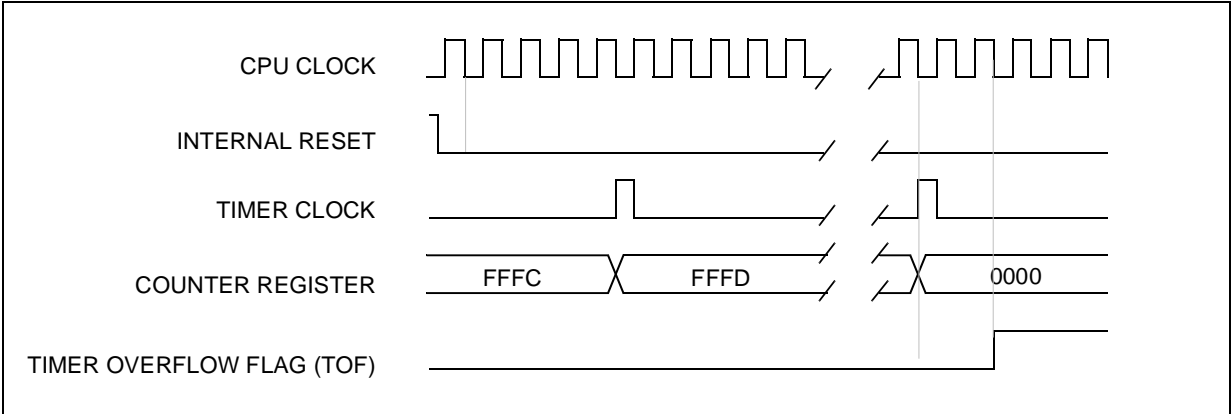 CPU CLOCK
INTERNAL RESET
TIMER CLOCK
COUNTER REGISTER FFFC FFFD 0000
TIMER OVERFLOW FLAG (TOF)